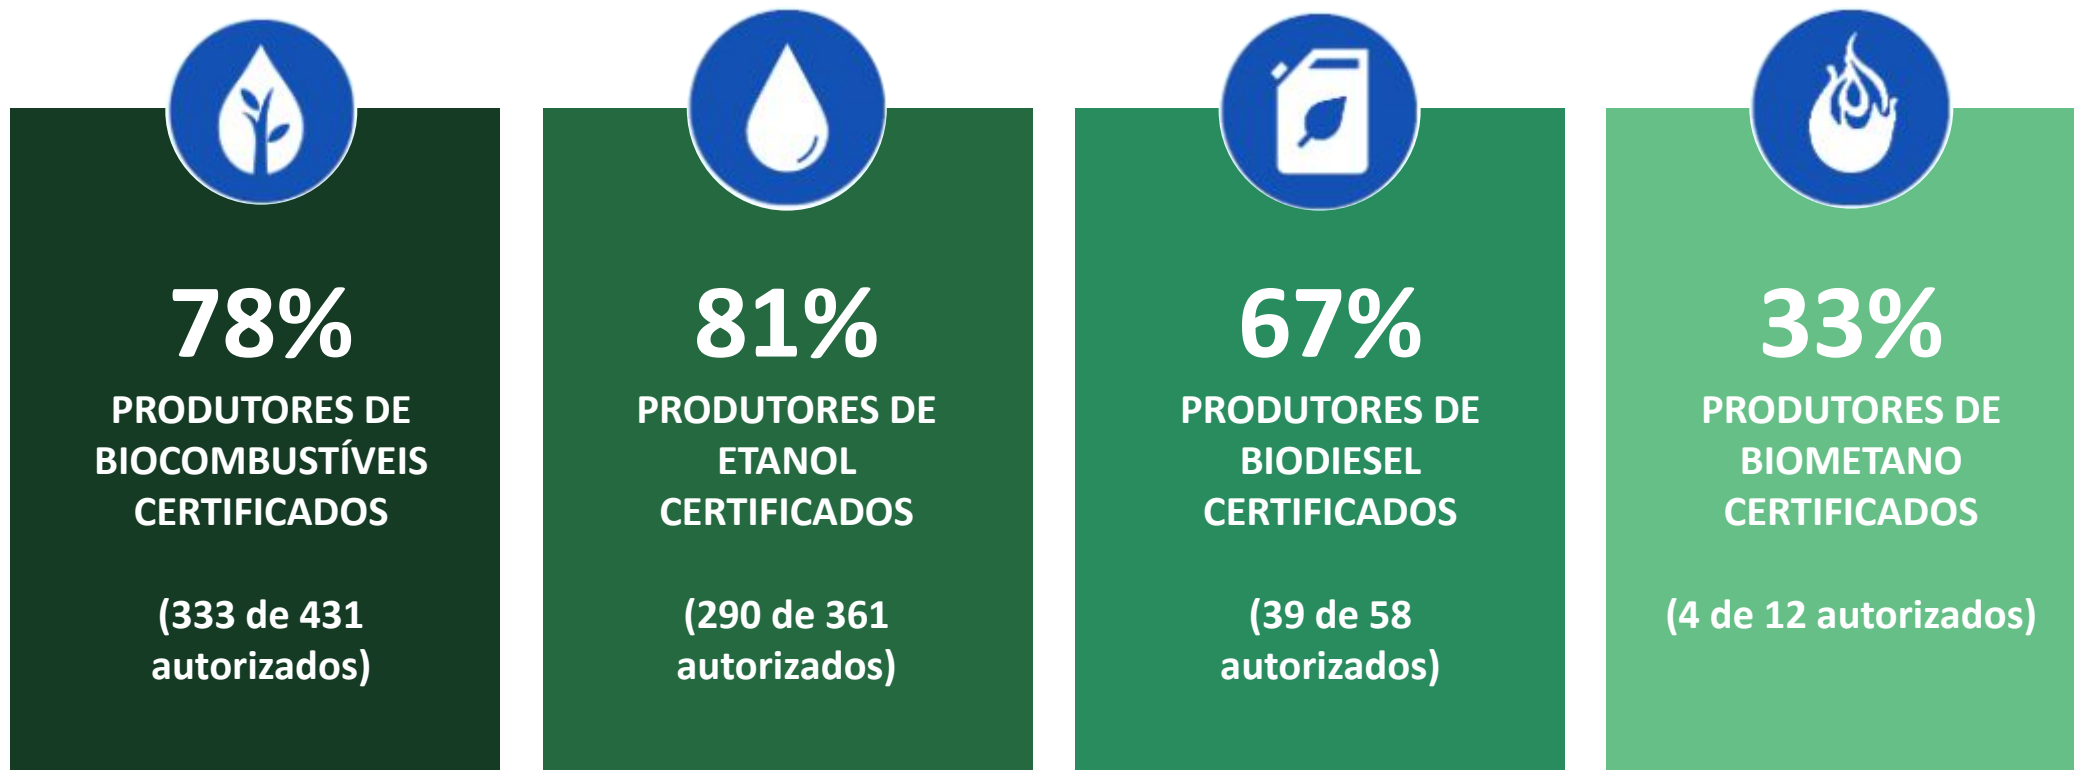 78%
PRODUTORES DE
BIOCOMBUSTÍVEIS
CERTIFICADOS
(333 de 431
autorizados)
81%
PRODUTORES DE
ETANOL
CERTIFICADOS
(290 de 361
autorizados)
67%
PRODUTORES DE
BIODIESEL
CERTIFICADOS
(39 de 58
autorizados)
33%
PRODUTORES DE
BIOMETANO
CERTIFICADOS
(4 de 12 autorizados)